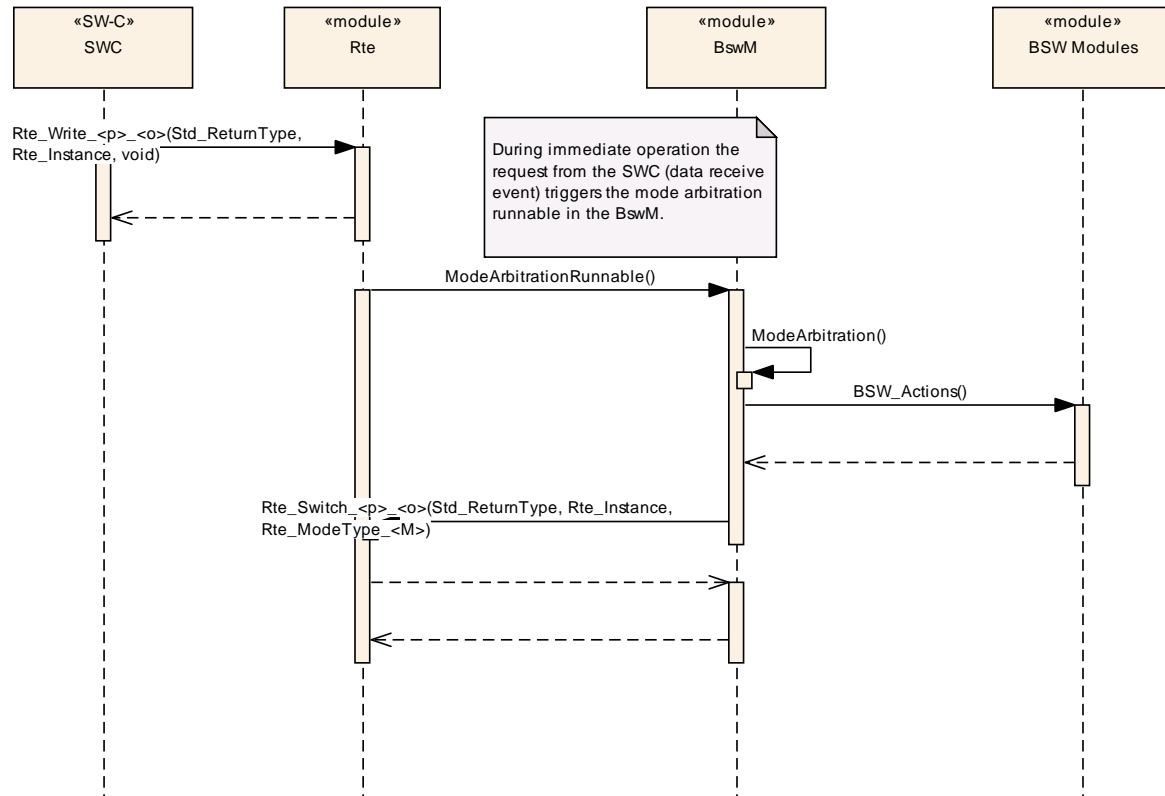 «SW-C»
SWC
«module»
Rte
«module»
BswM
«module»
BSW Modules
Rte_Write_<p>_<o>(Std_ReturnType,
Rte_Instance, void)
During immediate operation the
request from the SWC (data receive
event) triggers the mode arbitration
runnable in the BswM.
ModeArbitrationRunnable()
ModeArbitration()
BSW_Actions()
Rte_Switch_<p>_<o>(Std_ReturnType, Rte_Instance,
Rte_ModeType_<M>)